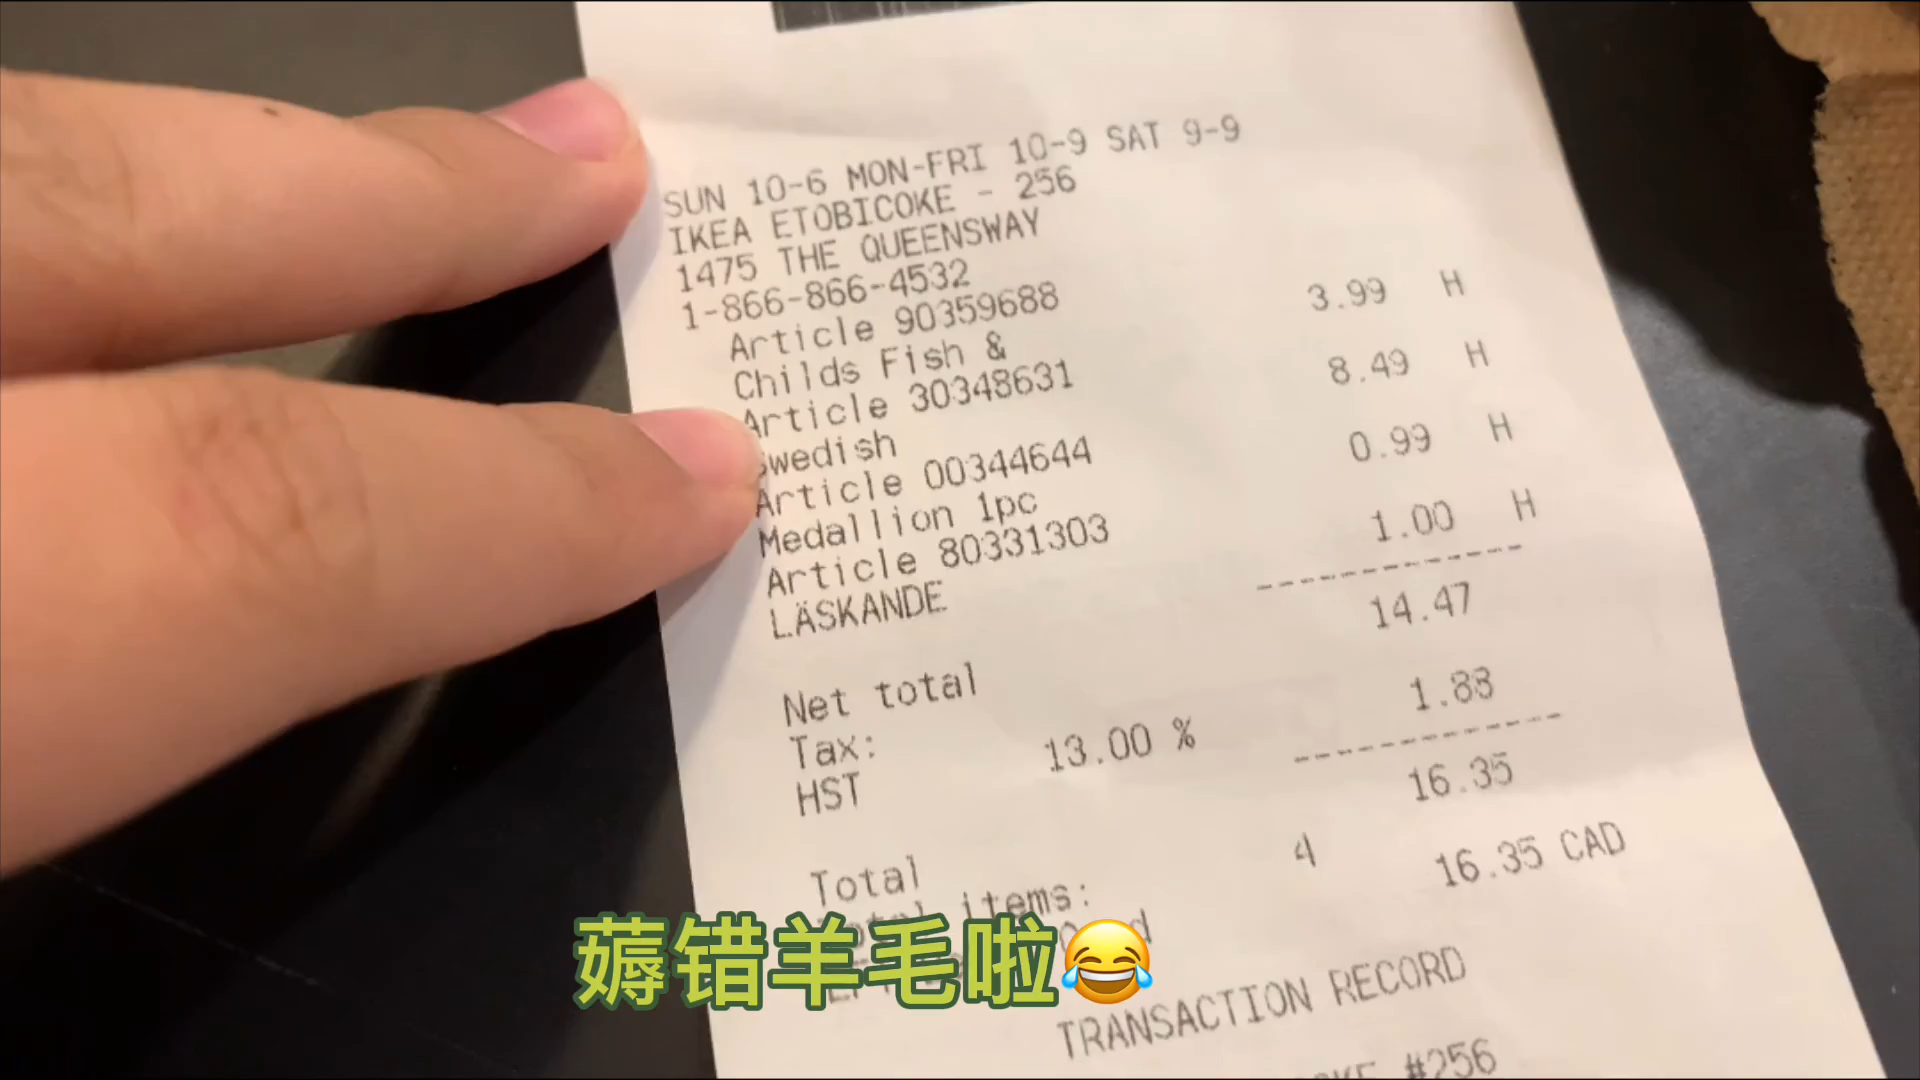 SUN 10-6 MON-FRI 10-9 SAT 9-9
IKEA ETOBICOKE - 256
1475 THE QUEENSWAY
1-866-866-4532
Article 90359688 3.99 H
Childs Fish &
Article 30348631 8.49 H
Swedish
Article 00344644 0.99 H
Medallion 1pc
Article 80331303 1.00 H
LÄSKANDE
14.47
Net total
Tax: 1.88
HST 13.00 %
16.35
Total
items: 4
16.35 CAD
薅错羊毛啦😂
TRANSACTION RECORD
#256